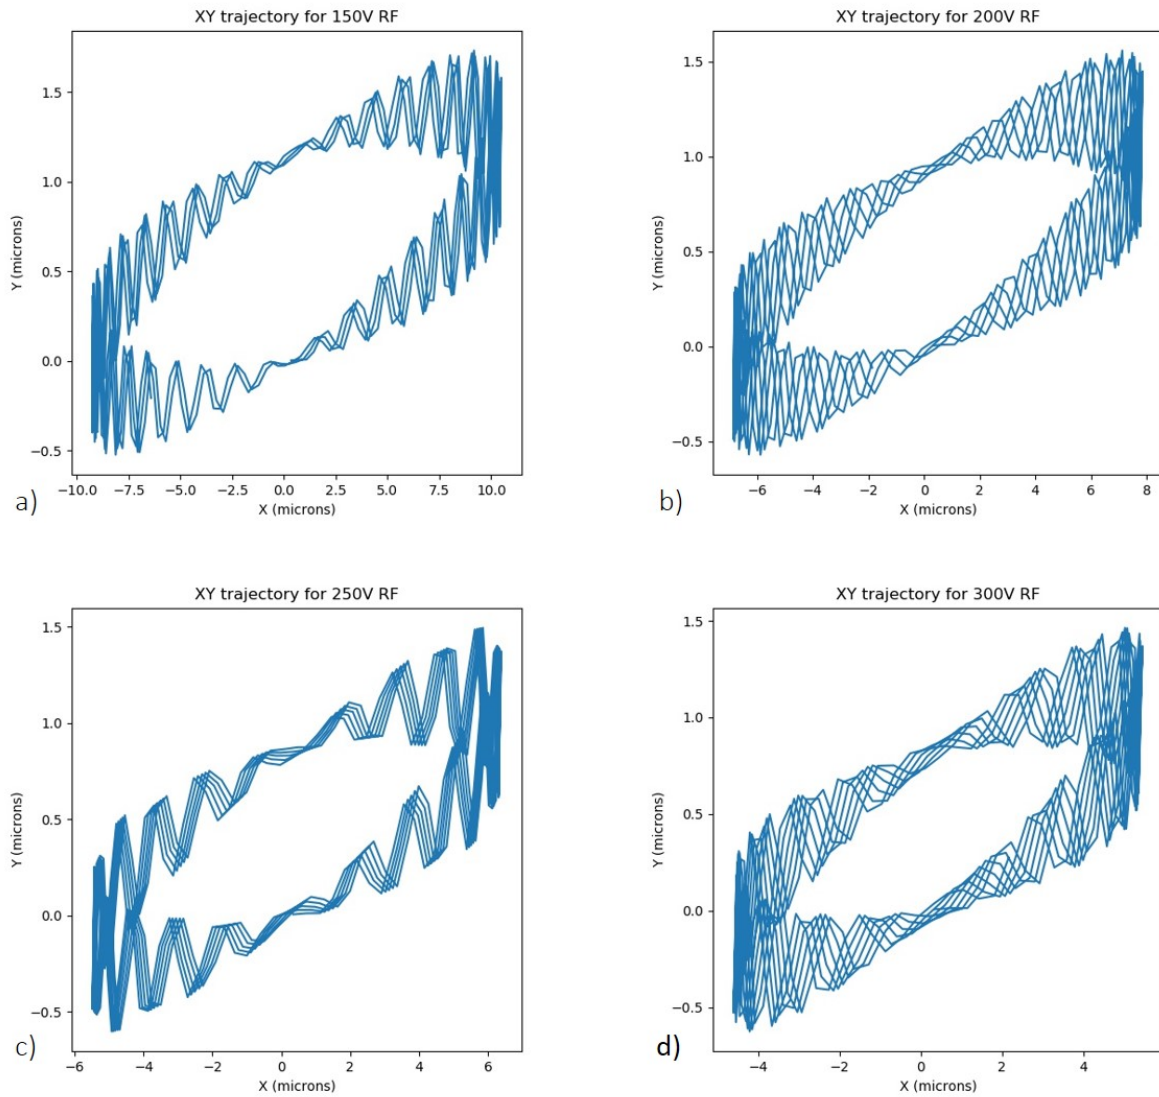 XY trajectory for 150V RF
1.5
1.0
0.5
0.0
−0.5
Y (microns)
−10.0 −7.5 −5.0 −2.5 0.0 2.5 5.0 7.5 10.0
X (microns)
a)
XY trajectory for 200V RF
1.5
1.0
0.5
0.0
−0.5
Y (microns)
−6 −4 −2 0 2 4 6 8
X (microns)
b)
XY trajectory for 250V RF
1.5
1.0
0.5
0.0
−0.5
Y (microns)
−6 −4 −2 0 2 4 6
X (microns)
c)
XY trajectory for 300V RF
1.5
1.0
0.5
0.0
−0.5
Y (microns)
−4 −2 0 2 4
X (microns)
d)